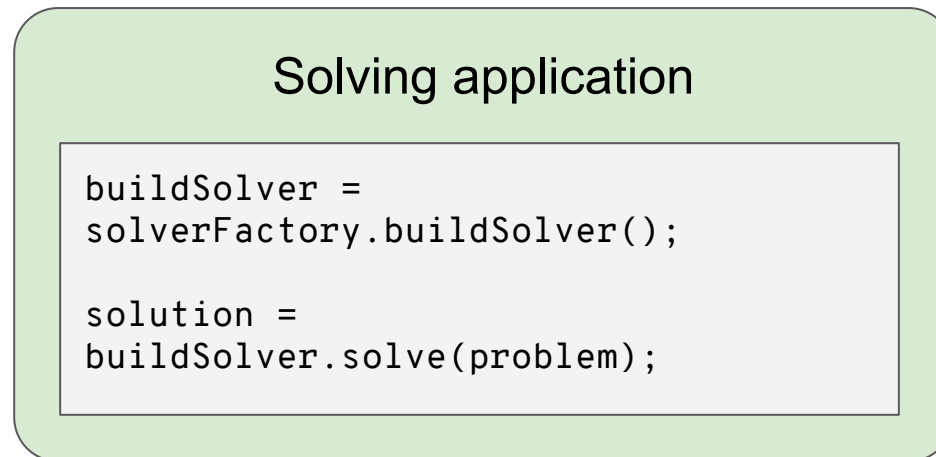 Solving application
buildSolver =
solverFactory.buildSolver();
solution =
buildSolver.solve(problem);